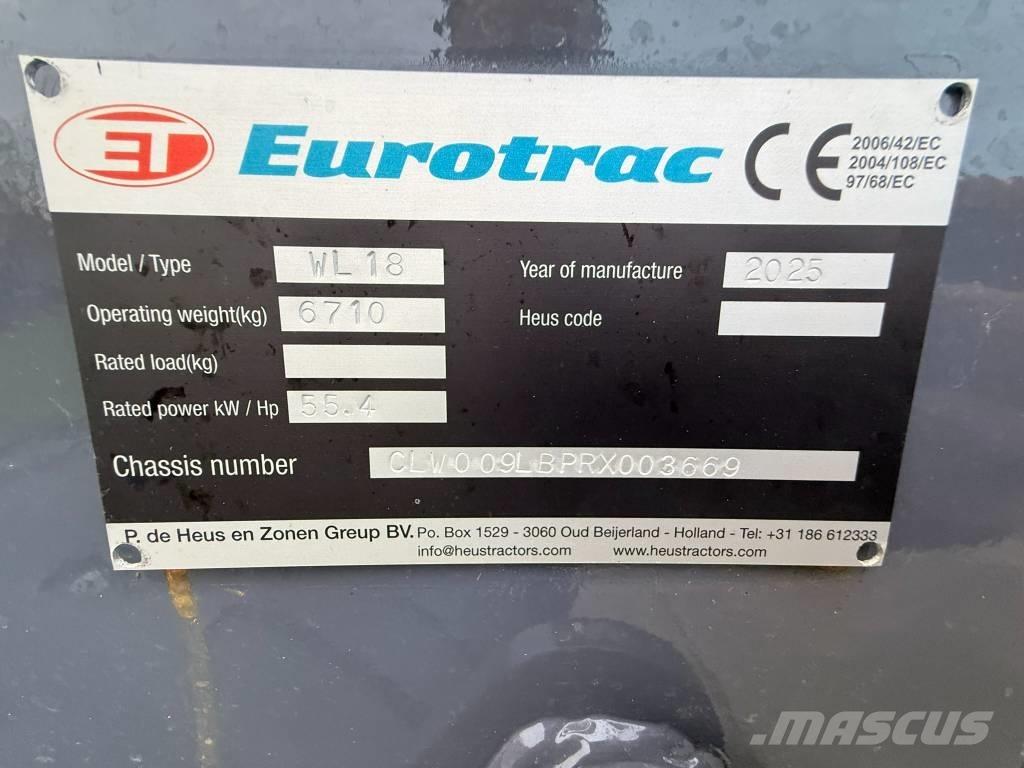 ET Eurotrac CE
2006/42/EC
2004/108/EC
97/68/EC
Model / Type WL18 Year of manufacture 2025
Operating weight(kg) 6710 Heus code
Rated load(kg)
Rated power kW / Hp 55.4
Chassis number CLW009LBPRX003669
P. de Heus en Zonen Greup BV. Po. Box 1529 - 3060 Oud Beijerland - Holland - Tel: +31 186 612333
info@heustractors.com www.heustractors.com
MASCUS